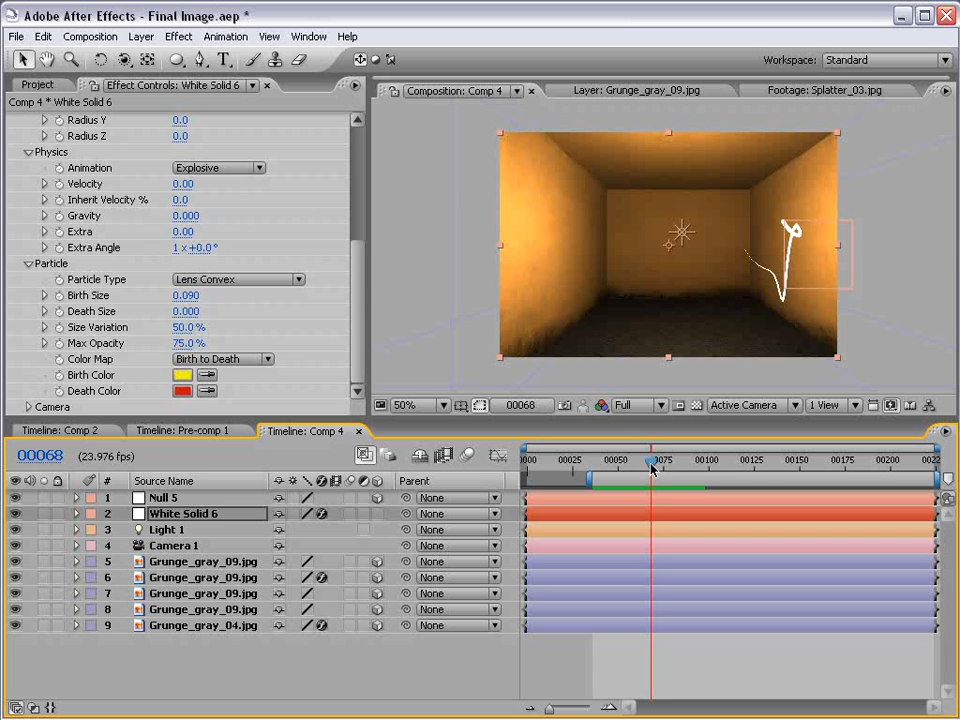 Adobe After Effects - Final Image.aep *
File Edit Composition Layer Effect Animation View Window Help
Workspace: Standard
Project Effect Controls: White Solid 6
Comp 4 * White Solid 6
Radius Y 0.0
Radius Z 0.0
Physics
Animation Explosive
Velocity 0.00
Inherit Velocity % 0.0
Gravity 0.000
Extra 0.00
Extra Angle 1 x+0.0°
Particle
Particle Type Lens Convex
Birth Size 0.090
Death Size 0.000
Size Variation 50.0 %
Max Opacity 75.0 %
Color Map Birth to Death
Birth Color
Death Color
Camera
Composition: Comp 4 Layer: Grunge_gray_09.jpg Footage: Splatter_03.jpg
50% 00068 Full Active Camera 1 View
Timeline: Comp 2 Timeline: Pre-comp 1 Timeline: Comp 4
00068 (23.976 fps)
# Source Name Parent
0000 00025 00050 00075 00100 00125 00150 00175 00200 0022
1 Null 5 None
2 White Solid 6 None
3 Light 1 None
4 Camera 1 None
5 Grunge_gray_09.jpg None
6 Grunge_gray_09.jpg None
7 Grunge_gray_09.jpg None
8 Grunge_gray_09.jpg None
9 Grunge_gray_04.jpg None